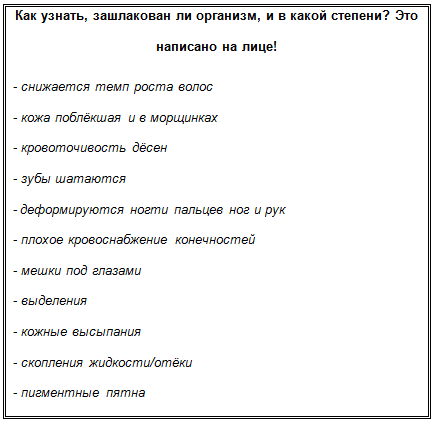 Как узнать, зашлакован ли организм, и в какой степени? Это
написано на лице!
- снижается темп роста волос
- кожа поблёкшая и в морщинках
- кровоточивость дёсен
- зубы шатаются
- деформируются ногти пальцев ног и рук
- плохое кровоснабжение конечностей
- мешки под глазами
- выделения
- кожные высыпания
- скопления жидкости/отёки
- пигментные пятна